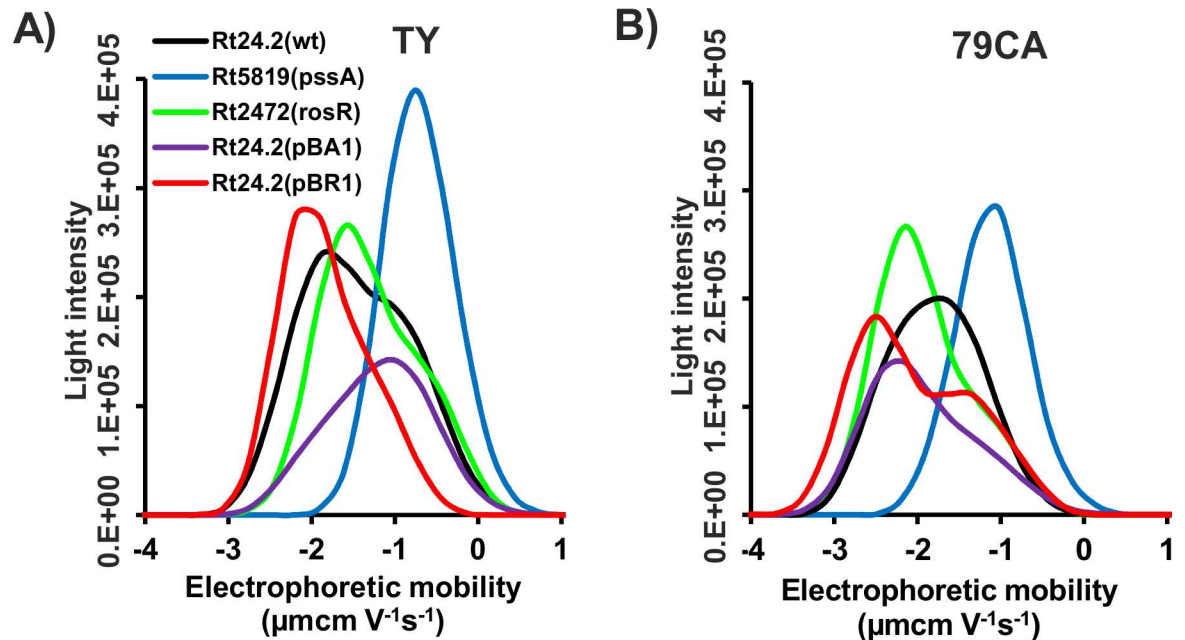 A)
TY
Rt24.2(wt)
Rt5819(pssA)
Rt2472(rosR)
Rt24.2(pBA1)
Rt24.2(pBR1)
Light intensity
4.E+05
3.E+05
2.E+05
1.E+05
0.E+00
-4 -3 -2 -1 0 1
Electrophoretic mobility
(µmcm V⁻¹s⁻¹)
B)
79CA
Light intensity
4.E+05
3.E+05
2.E+05
1.E+05
0.E+00
-4 -3 -2 -1 0 1
Electrophoretic mobility
(µmcm V⁻¹s⁻¹)